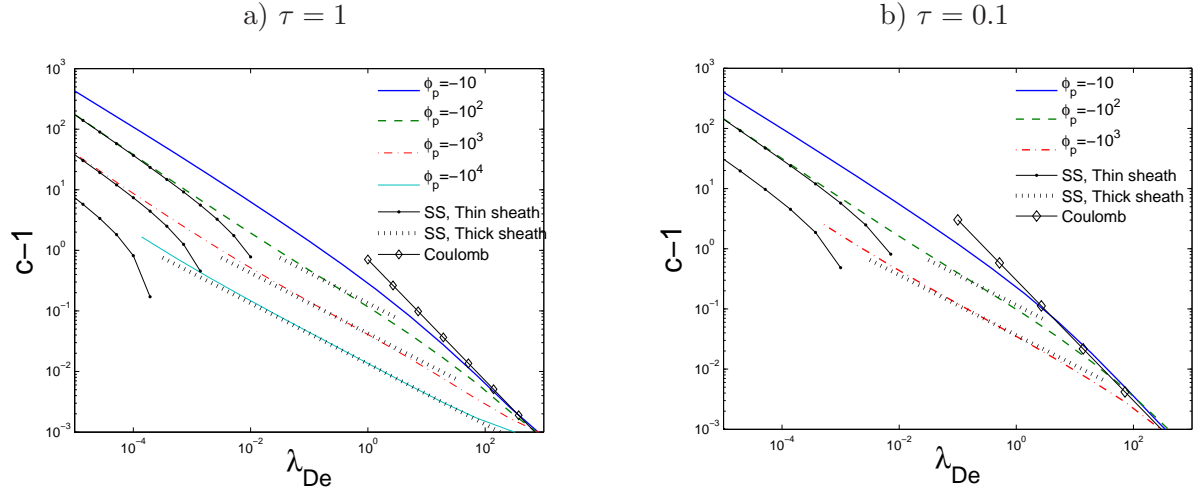 a) τ = 1
10³
10²
10¹
10⁰
10⁻¹
10⁻²
10⁻³
c−1
10⁻⁴
10⁻²
10⁰
10²
λ_De
ϕ_p=−10
ϕ_p=−10²
ϕ_p=−10³
ϕ_p=−10⁴
SS, Thin sheath
SS, Thick sheath
Coulomb
b) τ = 0.1
10³
10²
10¹
10⁰
10⁻¹
10⁻²
10⁻³
c−1
10⁻⁴
10⁻²
10⁰
10²
λ_De
ϕ_p=−10
ϕ_p=−10²
ϕ_p=−10³
SS, Thin sheath
SS, Thick sheath
Coulomb